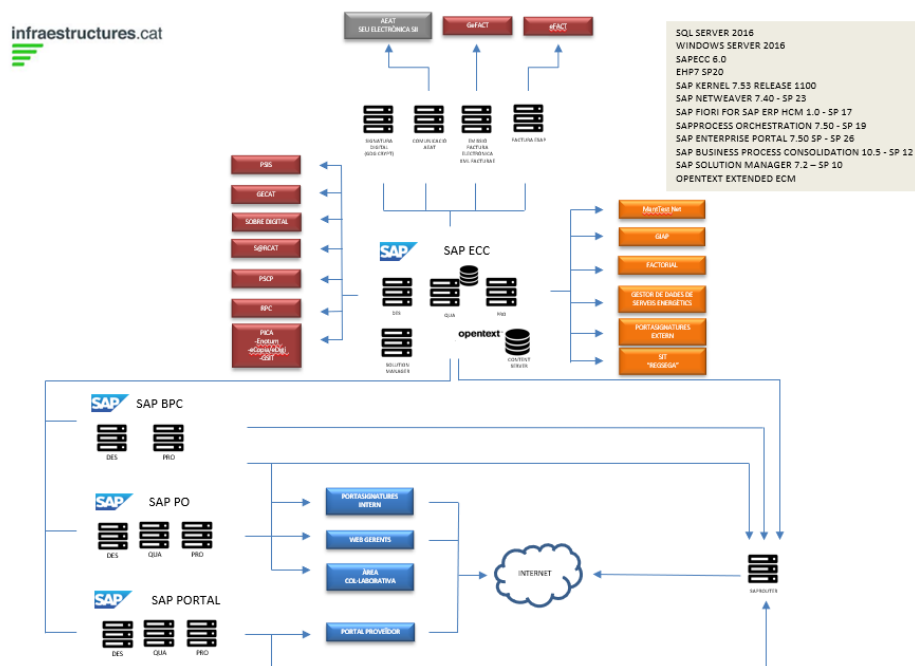 infraestructures.cat
AEAT
SEU ELECTRÒNICA SII
GeFACT
eFACT
SQL SERVER 2016
WINDOWS SERVER 2016
SAPECC 6.0
EHP7 SP20
SAP KERNEL 7.53 RELEASE 1100
SAP NETWEAVER 7.40 - SP 23
SAP FIORI FOR SAP ERP HCM 1.0 - SP 17
SAPPROCESS ORCHESTRATION 7.50 - SP 19
SAP ENTERPRISE PORTAL 7.50 SP - SP 26
SAP BUSINESS PROCESS CONSOLIDATION 10.5 - SP 12
SAP SOLUTION MANAGER 7.2 – SP 10
OPENTEXT EXTENDED ECM
SIGNATURA
DIGITAL
COMUNICACIÓ
AEAT
FACTURA
ELECTRÒNICA
PSIS
GECAT
SOBRE DIGITAL
S@RCAT
PSCP
RPC
PICA
-Enotum
-eCopia/eDigi
-GSIT
SAP
SAP ECC
DES
QUA
opentext
SOLUTION
MANAGER
CONTENT
SERVER
MemTest Net
GIAP
FACTORIAL
GESTOR DE DADES DE
SERVEIS ENERGÈTICS
PORTASIGNATURES
EXTERN
SIT
"REQSEGA"
SAP
SAP BPC
DES
PRO
SAP
SAP PO
DES
QUA
PRO
SAP
SAP PORTAL
DES
QUA
PRO
PORTASIGNATURES
INTERN
WEB GERENTS
ÀREA
COL·LABORATIVA
PORTAL PROVEÏDOR
INTERNET
SAPROUTER